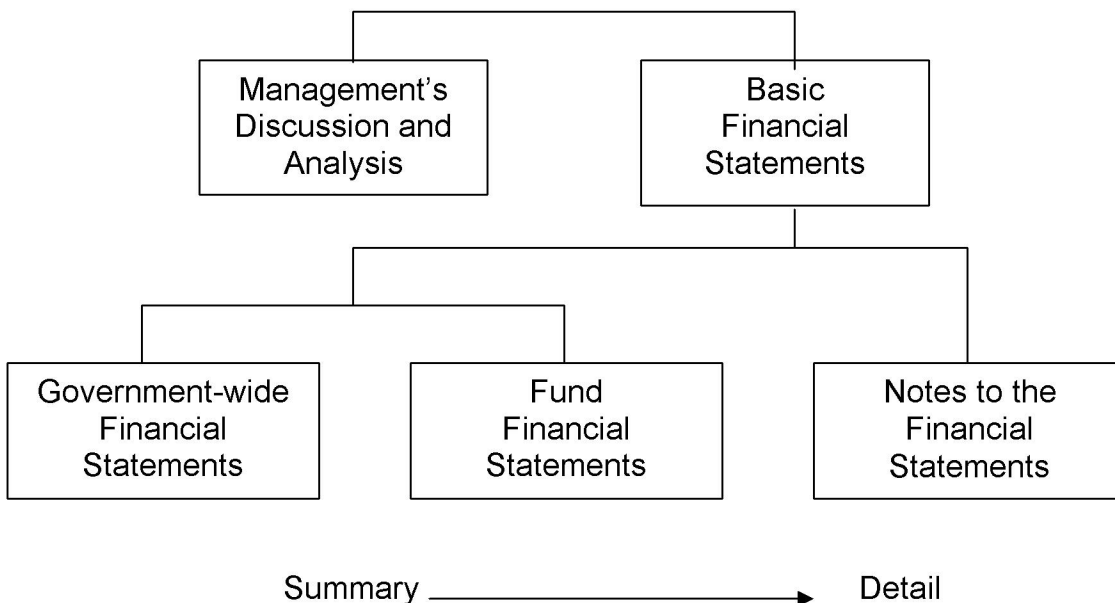 Management's
Discussion and
Analysis
Basic
Financial
Statements
Government-wide
Financial
Statements
Fund
Financial
Statements
Notes to the
Financial
Statements
Summary
Detail